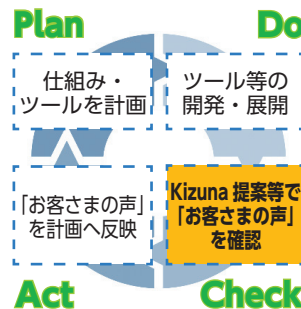 Plan
Do
仕組み・
ツールを計画
ツール等の
開発・展開
「お客さまの声」
を計画へ反映
Kizuna 提案等で
「お客さまの声」
を確認
Act
Check